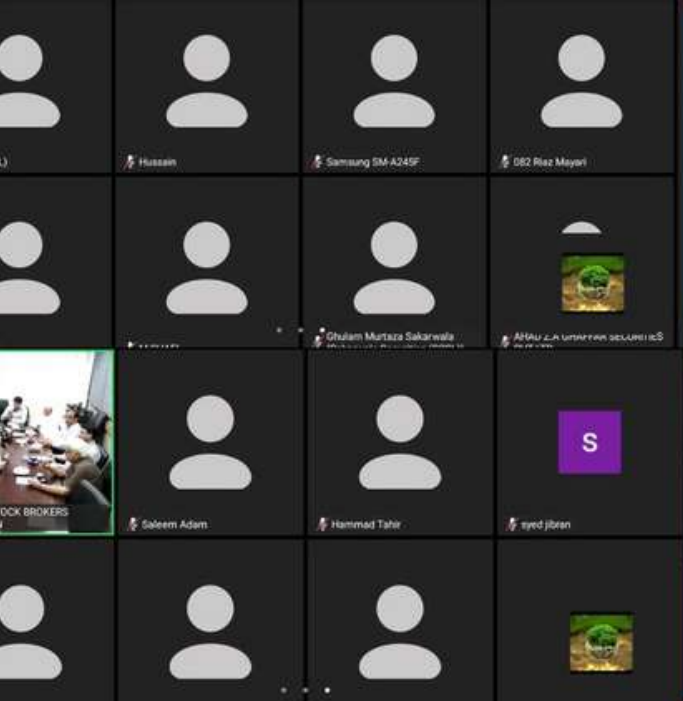 L)
Hussain
Samsung SM-A245F
082 Riaz Mayari
Ghulam Murtaza Sakarwala
AHAD Z.A GHAFFAR SECURITIES
OCK BROKERS
Saleem Adam
Hammad Tahir
S
syed jibran